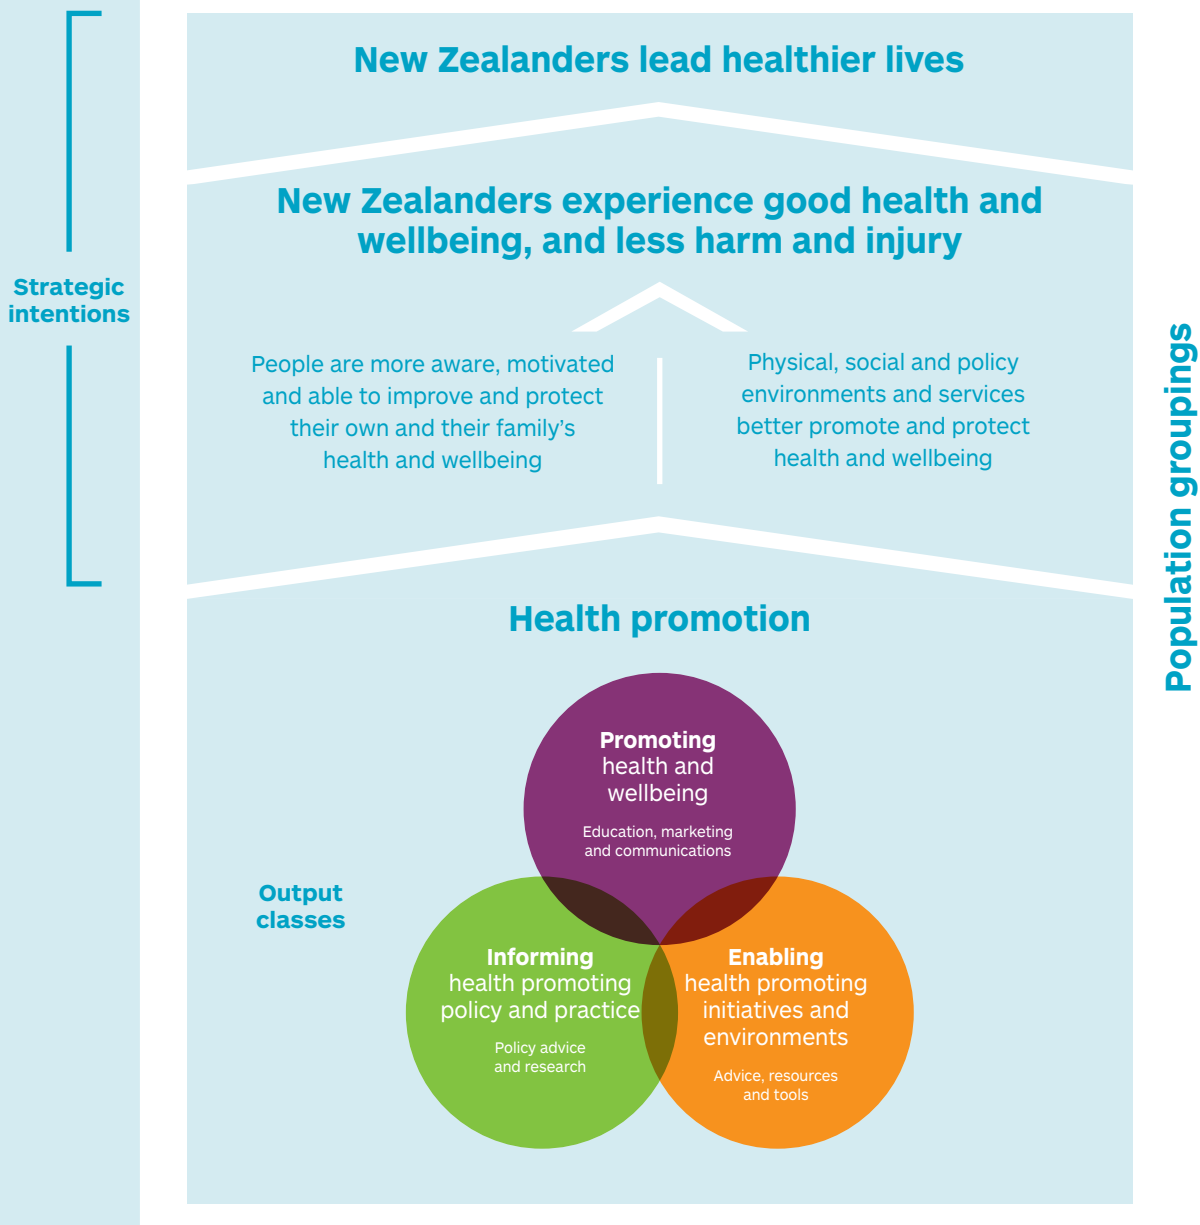 New Zealanders lead healthier lives
New Zealanders experience good health and
wellbeing, and less harm and injury
Strategic
intentions
People are more aware, motivated
and able to improve and protect
their own and their family’s
health and wellbeing
Physical, social and policy
environments and services
better promote and protect
health and wellbeing
Population groupings
Health promotion
Promoting
health and
wellbeing
Education, marketing
and communications
Output
classes
Informing
health promoting
policy and practice
Policy advice
and research
Enabling
health promoting
initiatives and
environments
Advice, resources
and tools